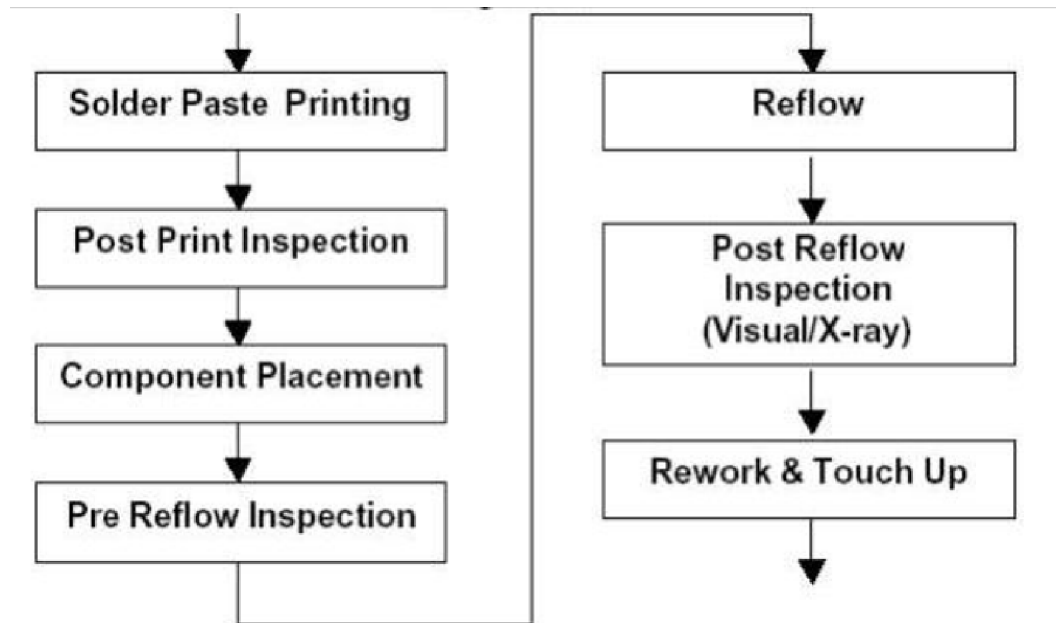 Solder Paste Printing
Post Print Inspection
Component Placement
Pre Reflow Inspection
Reflow
Post Reflow
Inspection
(Visual/X-ray)
Rework & Touch Up